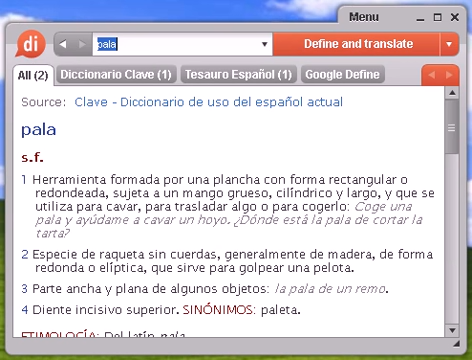 Menu
di
pala
Define and translate
All (2)
Diccionario Clave (1)
Tesauro Español (1)
Google Define
Source: Clave - Diccionario de uso del español actual
pala
s.f.
1 Herramienta formada por una plancha con forma rectangular o
redondeada, sujeta a un mango grueso, cilíndrico y largo, y que se
utiliza para cavar, para trasladar algo o para cogerlo: Coge una
pala y ayúdame a cavar un hoyo. ¿Dónde está la pala de cortar la
tarta?
2 Especie de raqueta sin cuerdas, generalmente de madera, de forma
redonda o elíptica, que sirve para golpear una pelota.
3 Parte ancha y plana de algunos objetos: la pala de un remo.
4 Diente incisivo superior. SINÓNIMOS: paleta.
ETIMOLOGÍA: Del latín pala.